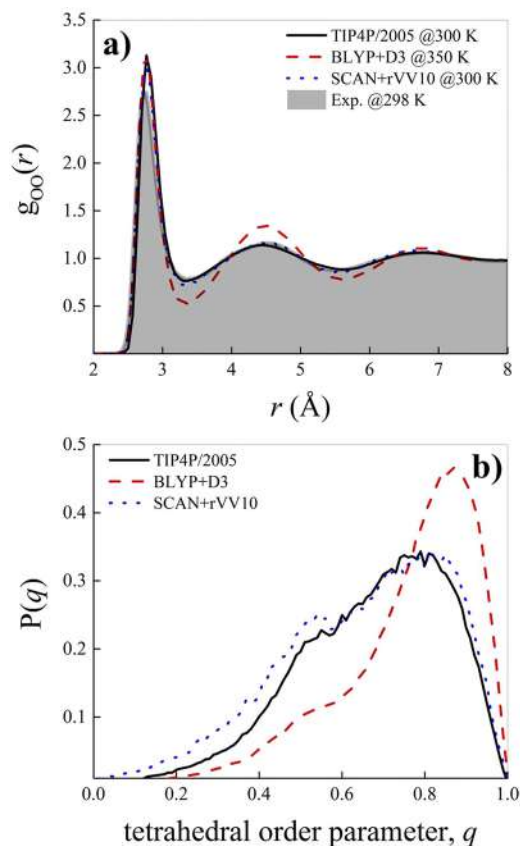 a)
TIP4P/2005 @300 K
BLYP+D3 @350 K
SCAN+rVV10 @300 K
Exp. @298 K
3.5
3.0
2.5
2.0
1.5
1.0
0.5
gOO(r)
2 3 4 5 6 7 8
r (Å)
b)
TIP4P/2005
BLYP+D3
SCAN+rVV10
0.5
0.4
0.3
0.2
0.1
P(q)
0.0 0.2 0.4 0.6 0.8 1.0
tetrahedral order parameter, q